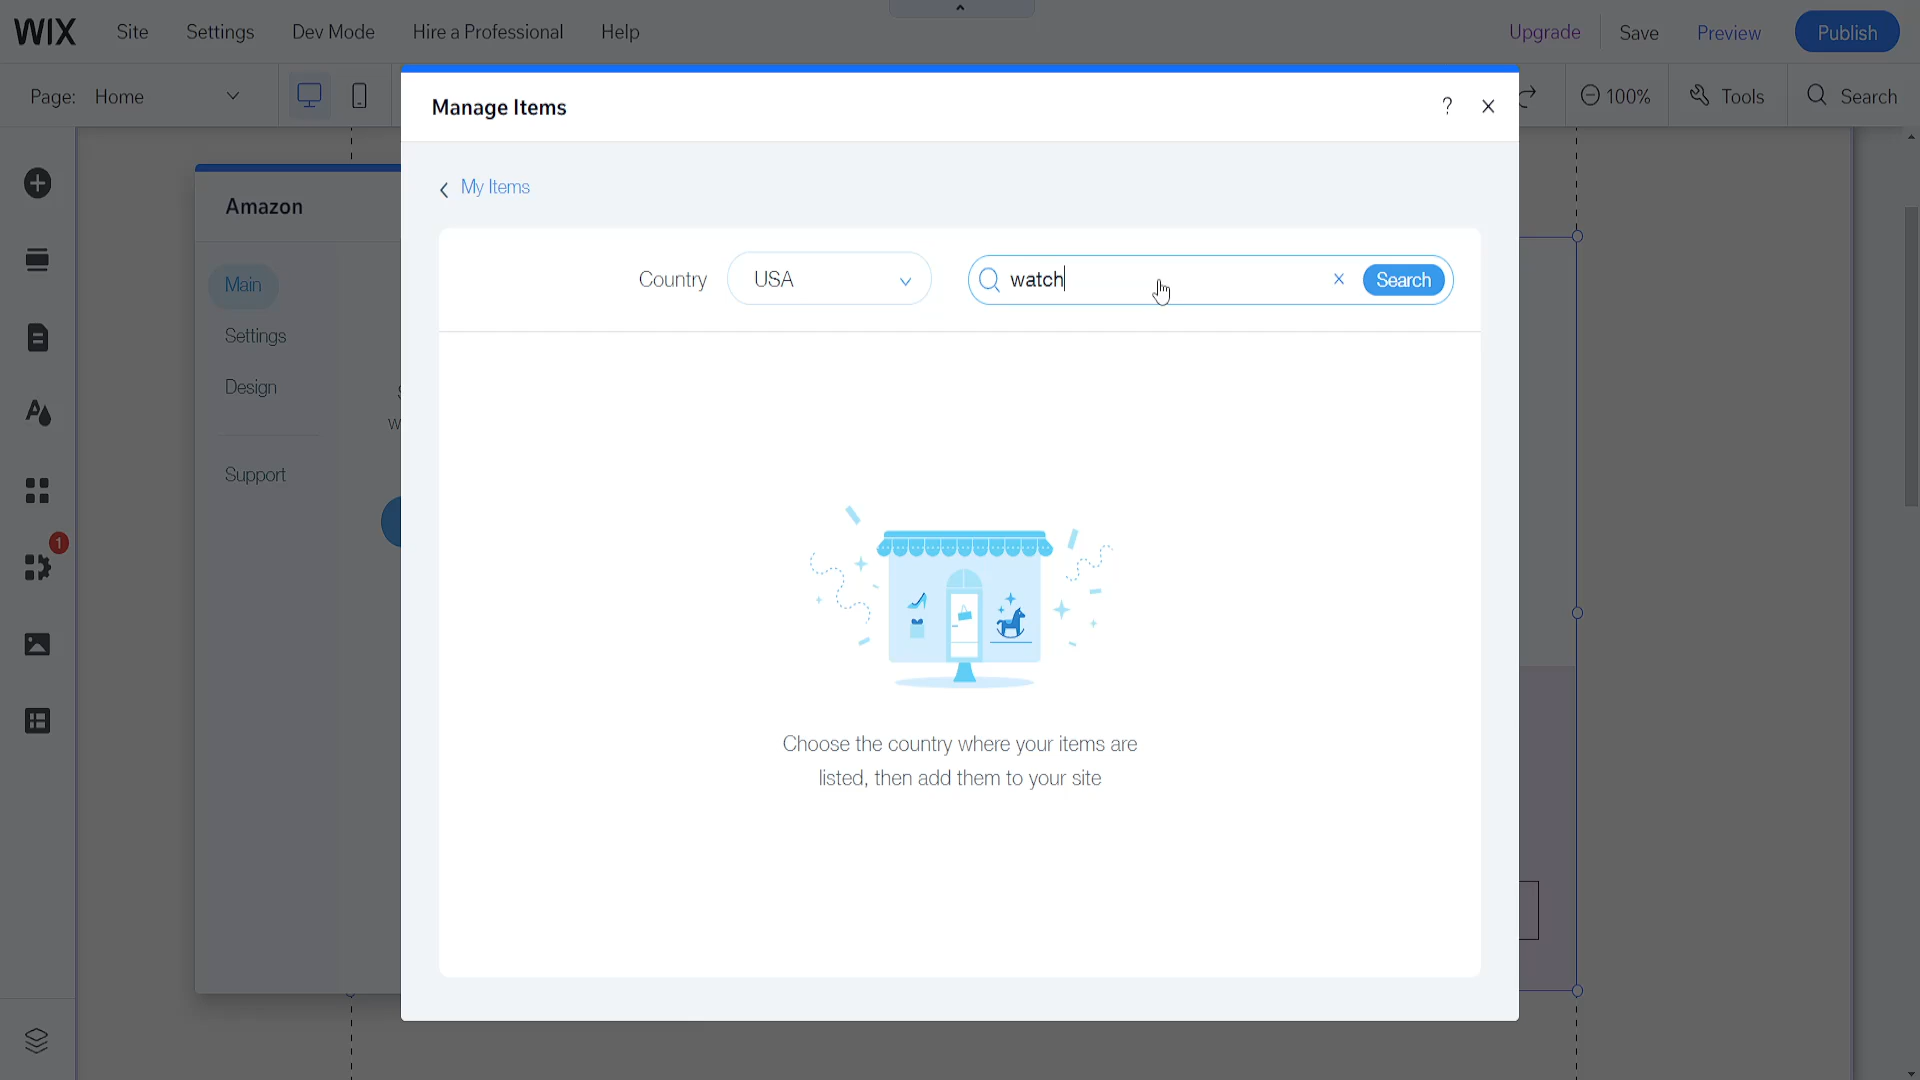 WIX Site Settings Dev Mode Hire a Professional Help Upgrade Save Preview Publish
Page: Home 100% Tools Search
Manage Items ?
My Items
Amazon
Main
Settings
Design
Support
1
Country USA watch x Search
Choose the country where your items are
listed, then add them to your site